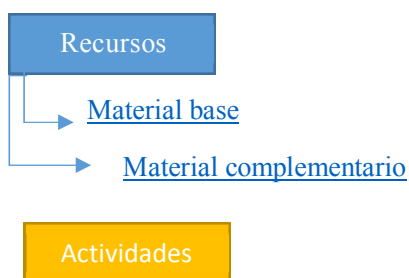 Recursos
Material base
Material complementario
Actividades